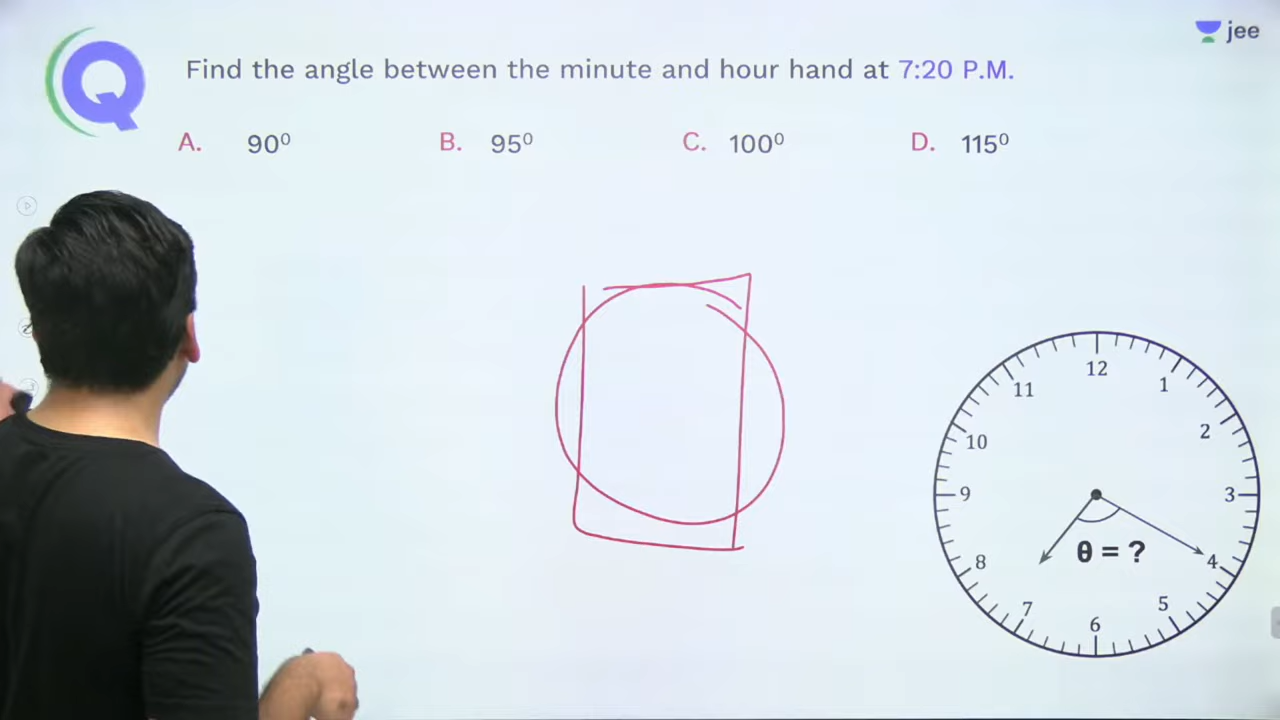 jee
Q
Find the angle between the minute and hour hand at 7:20 P.M.
A. 90⁰ B. 95⁰ C. 100⁰ D. 115⁰
12
11 1
10 2
9 3
8 4
θ = ?
7 5
6